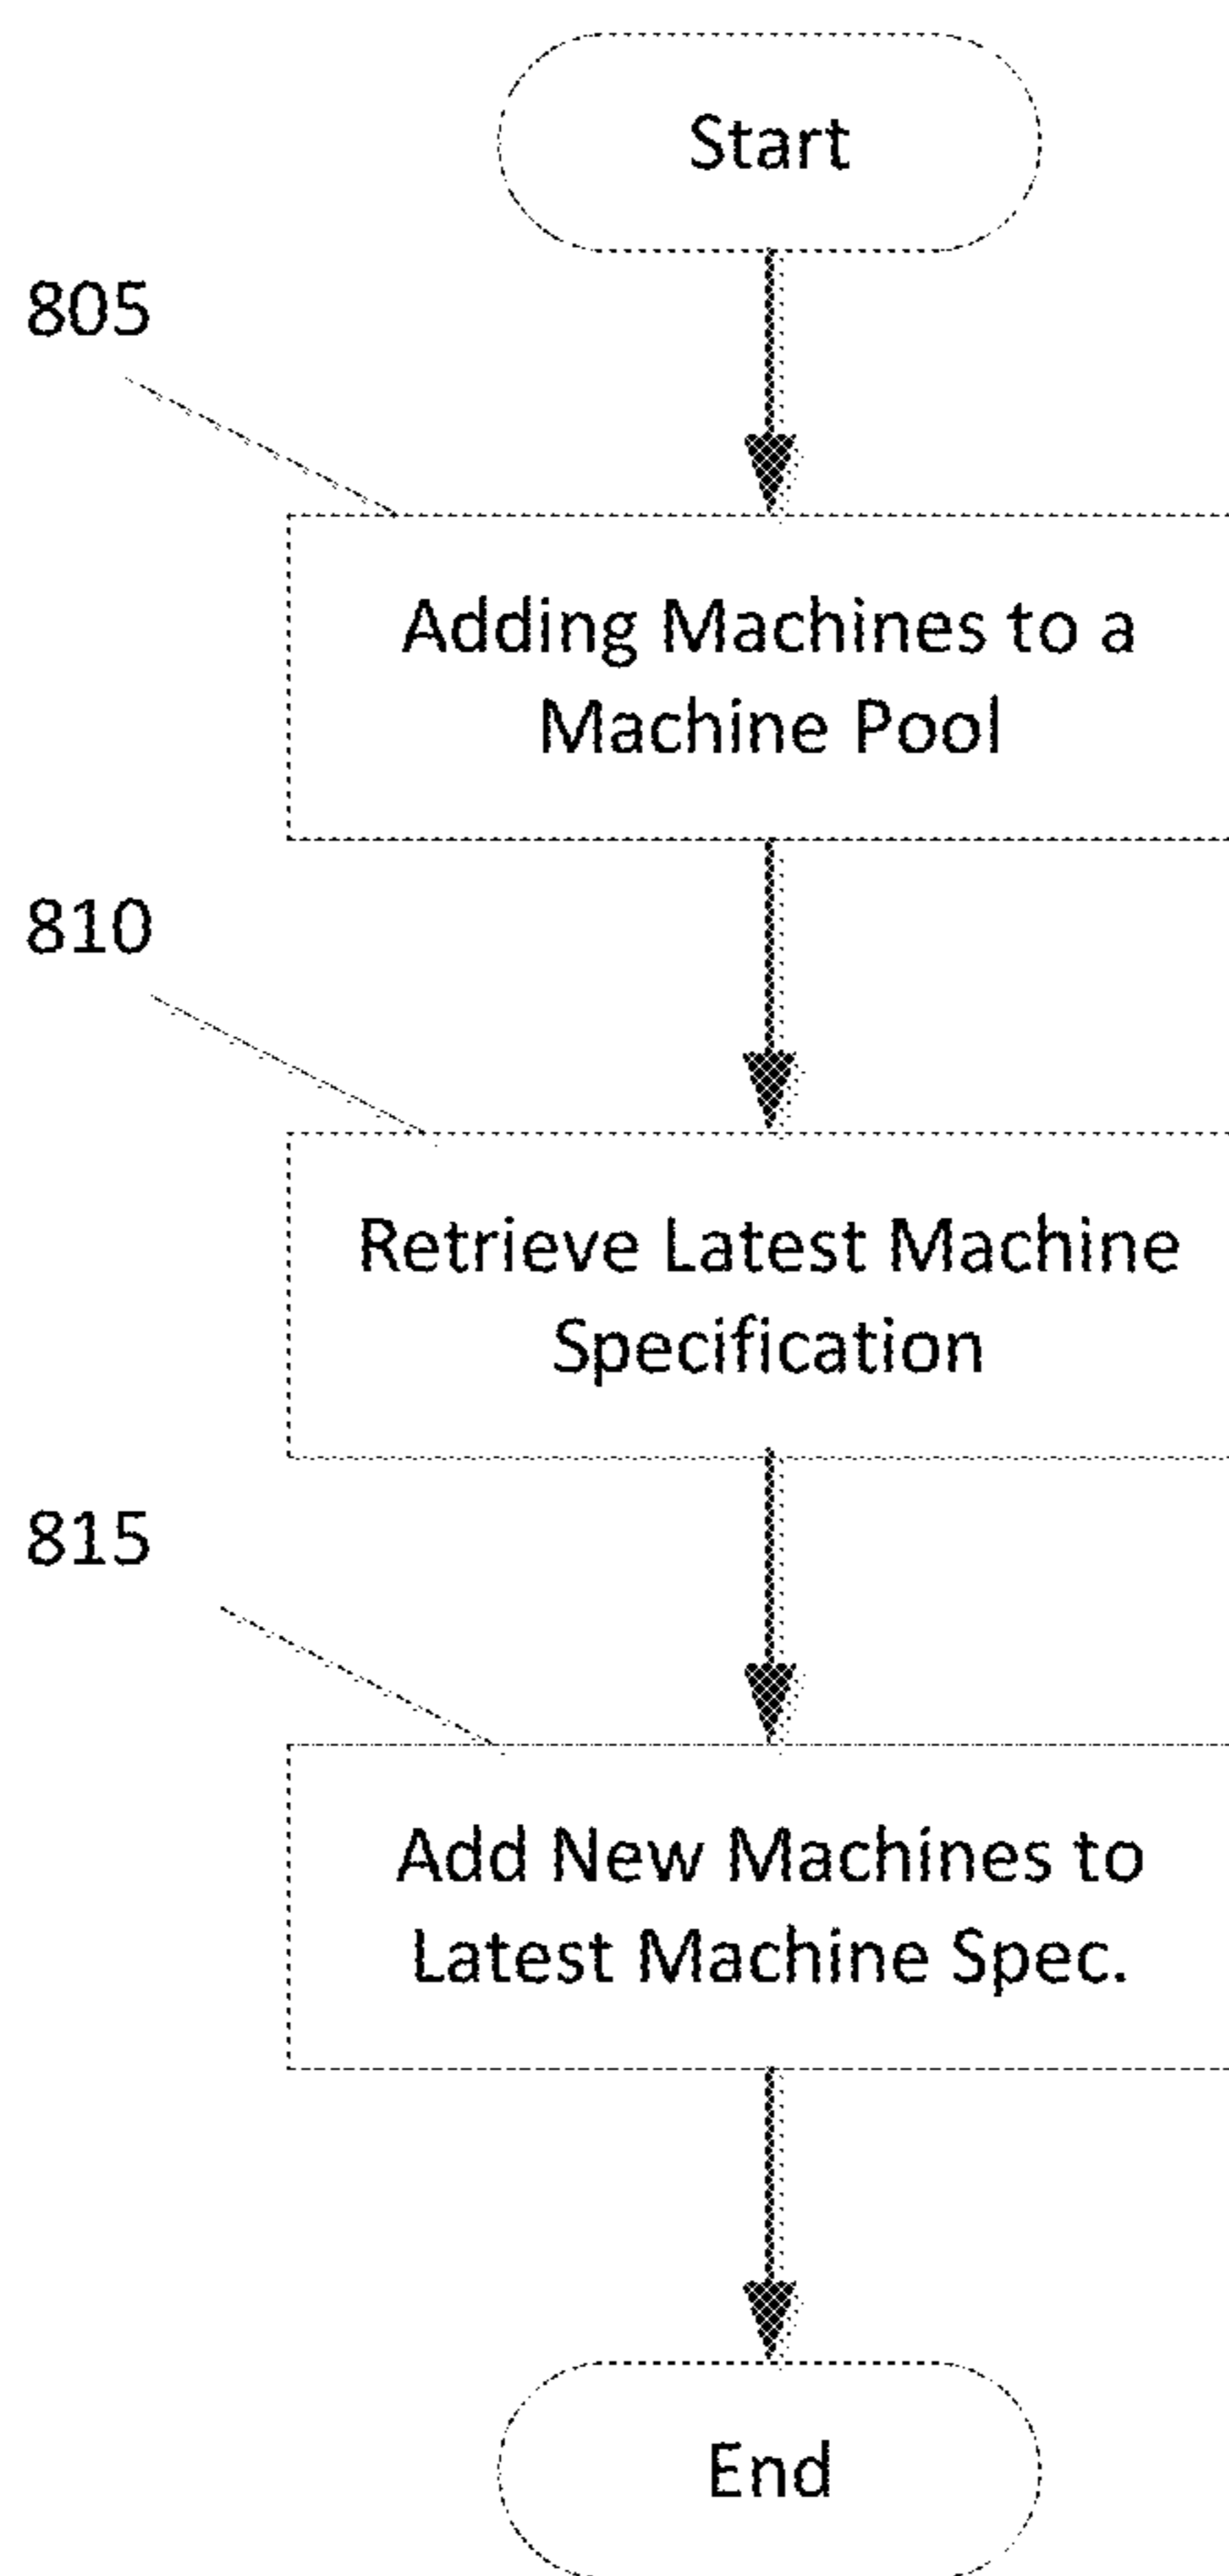 Start
805
Adding Machines to a
Machine Pool
810
Retrieve Latest Machine
Specification
815
Add New Machines to
Latest Machine Spec.
End